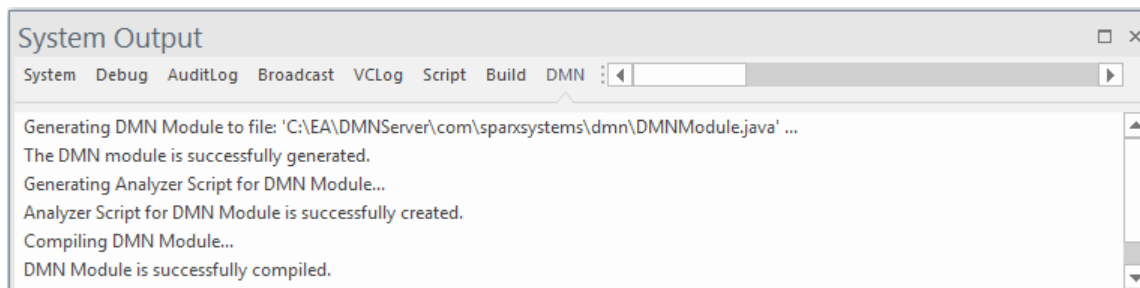 System Output
System Debug AuditLog Broadcast VCLog Script Build DMN
Generating DMN Module to file: 'C:\EA\DMNServer\com\sparxsystems\dmn\DMNModule.java' ...
The DMN module is successfully generated.
Generating Analyzer Script for DMN Module...
Analyzer Script for DMN Module is successfully created.
Compiling DMN Module...
DMN Module is successfully compiled.